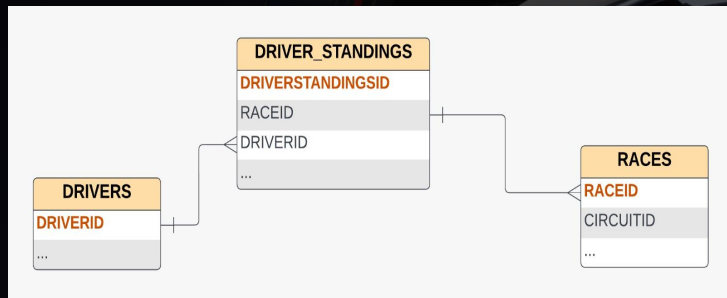 DRIVER_STANDINGS
DRIVERSTANDINGSID
RACEID
DRIVERID
...
DRIVERS
DRIVERID
...
RACES
RACEID
CIRCUITID
...